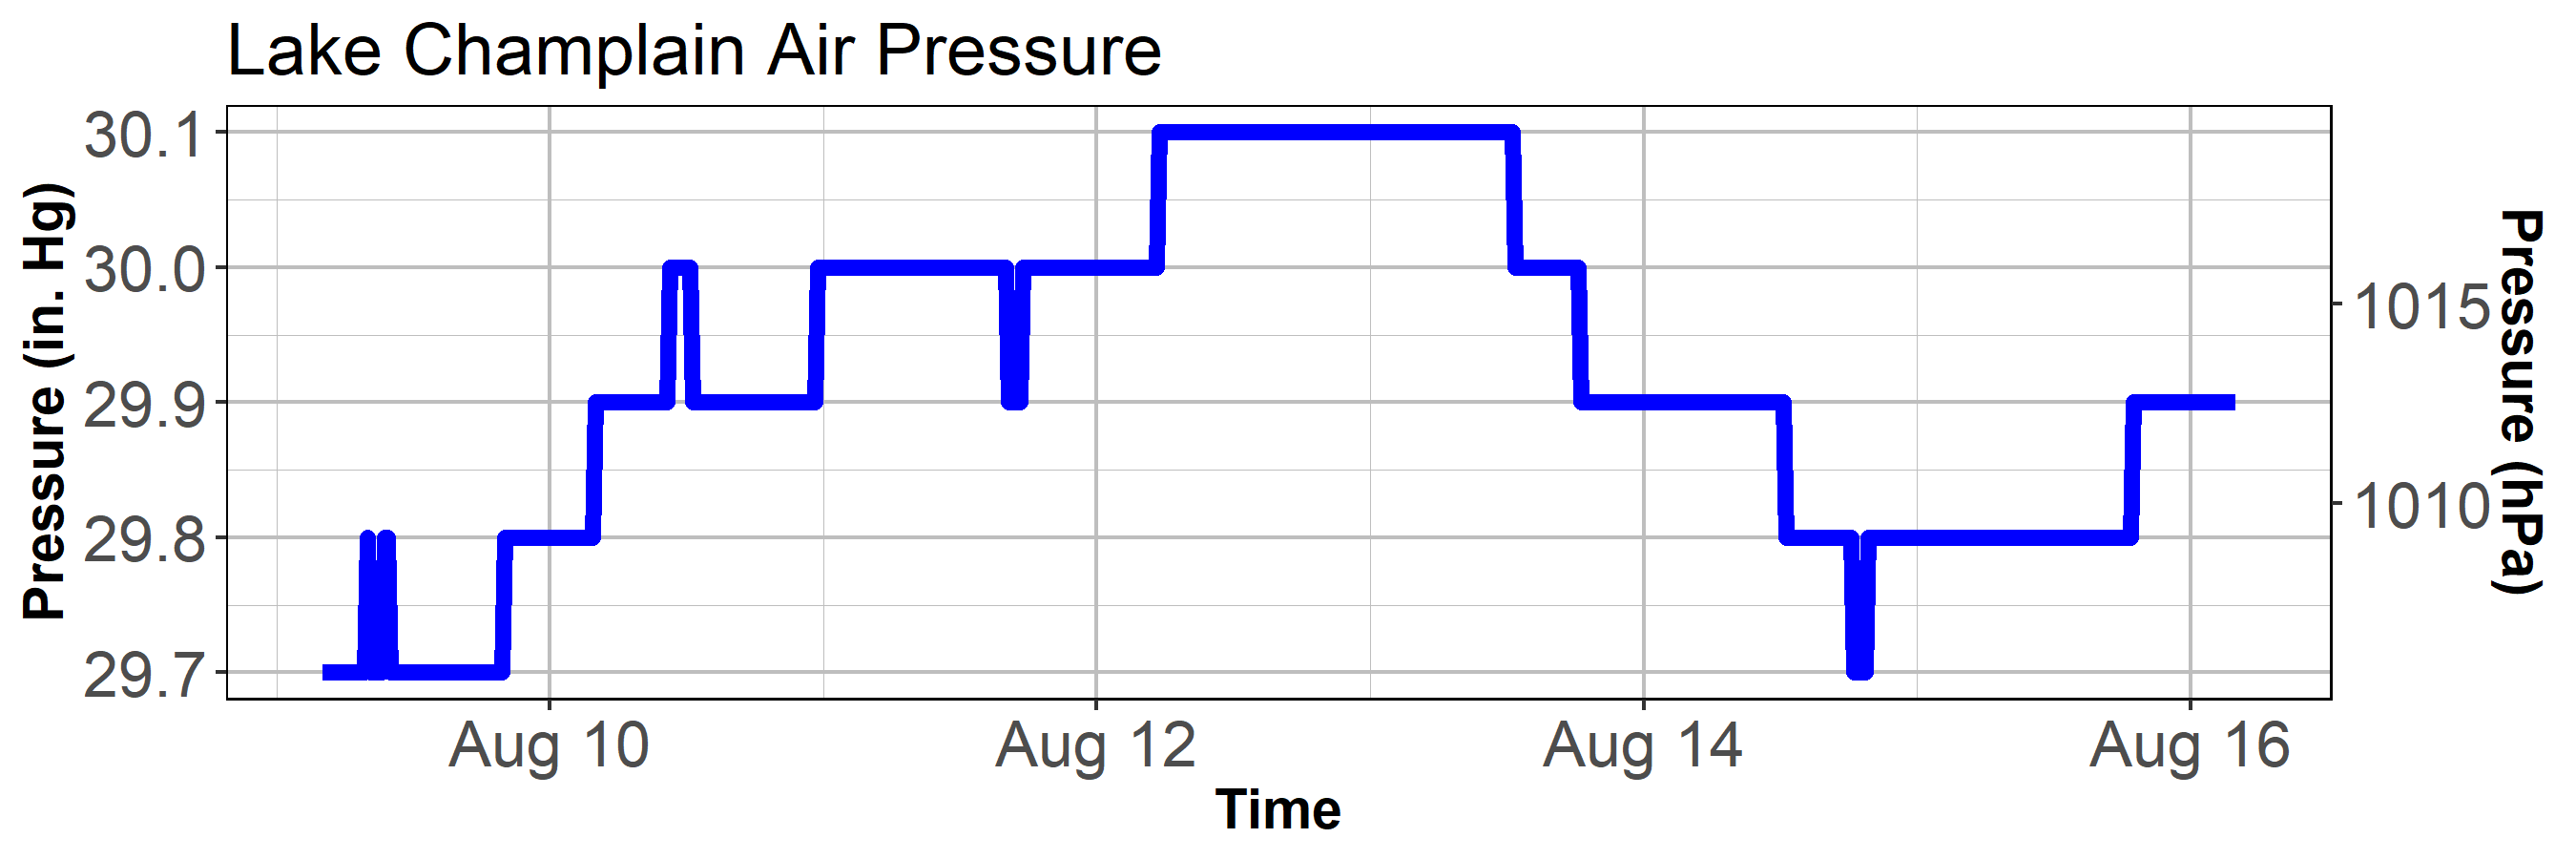 Lake Champlain Air Pressure
Pressure (in. Hg)
30.1
30.0
29.9
29.8
29.7
1015
1010
Pressure (hPa)
Aug 10
Aug 12
Aug 14
Aug 16
Time